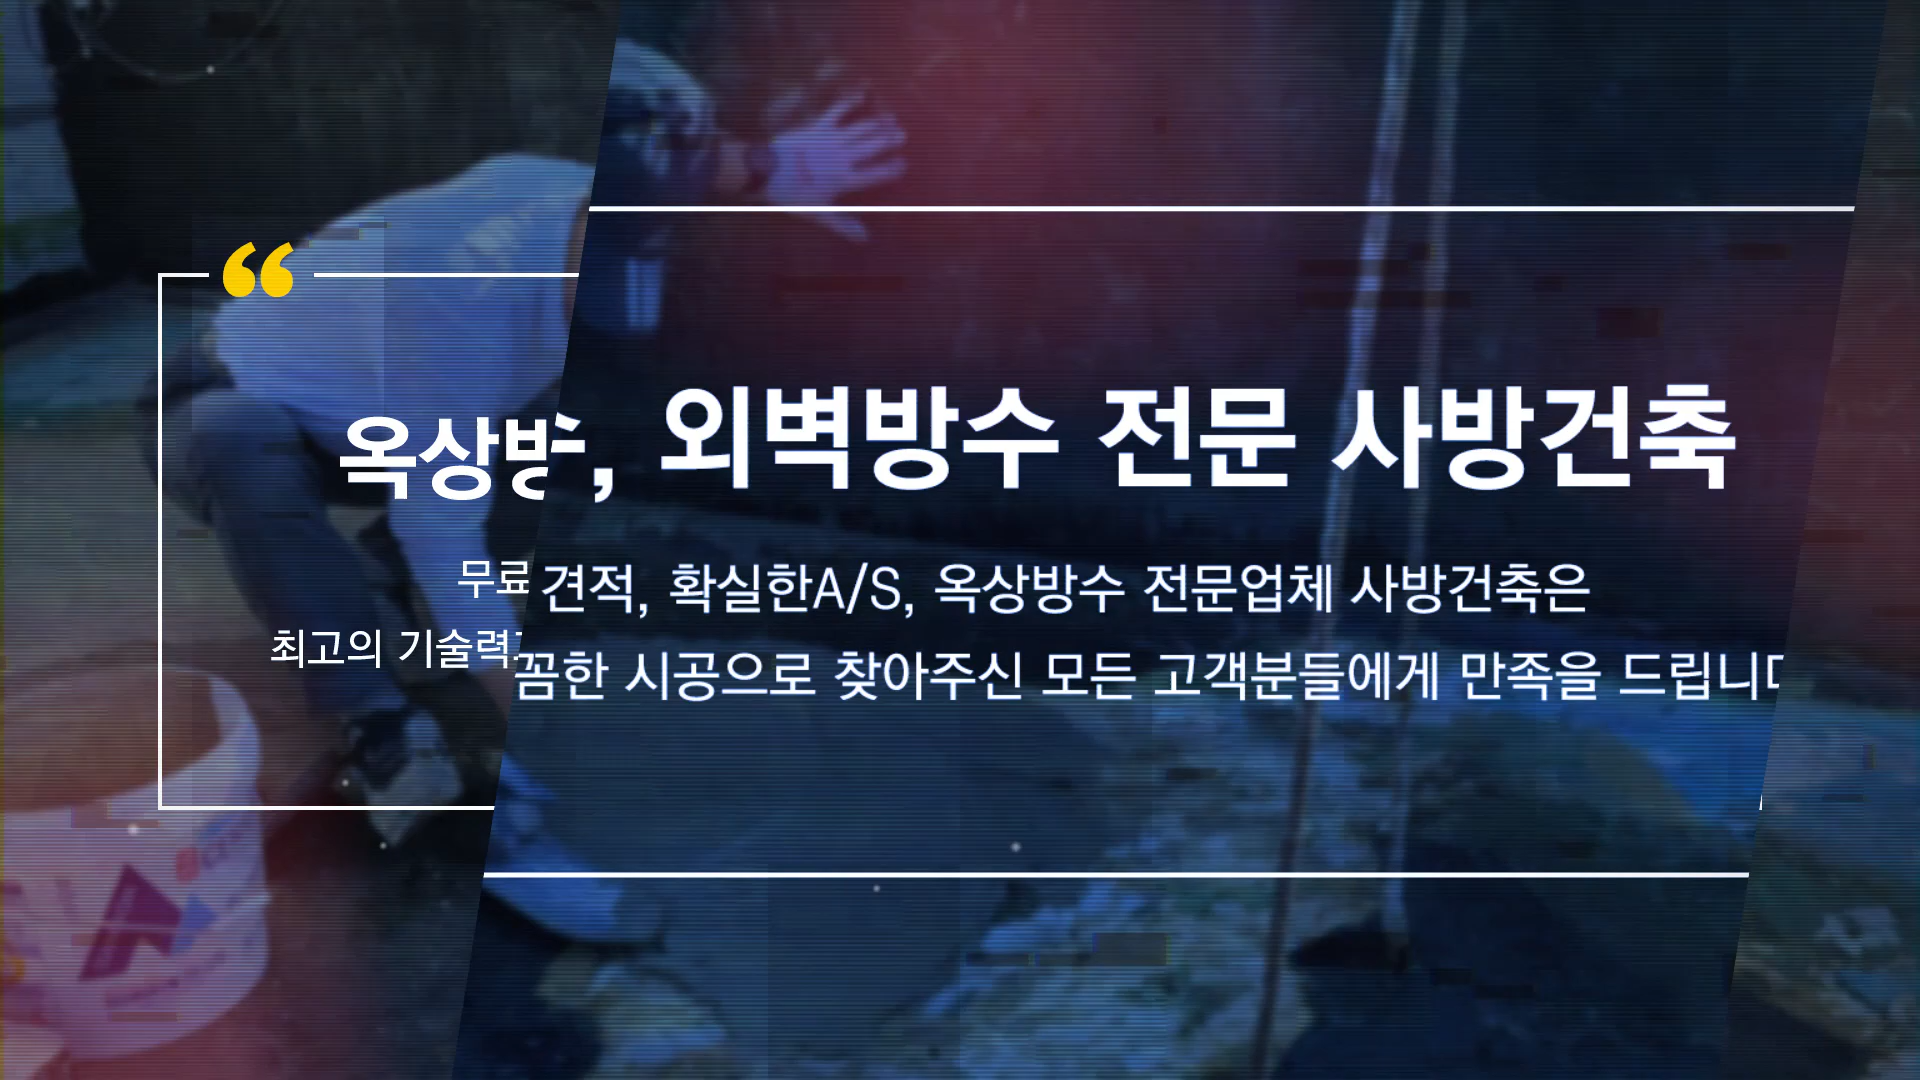 옥상방, 외벽방수 전문 사방건축
무료견적, 확실한A/S, 옥상방수 전문업체 사방건축은
최고의 기술력 꼼한 시공으로 찾아주신 모든 고객분들에게 만족을 드립니다